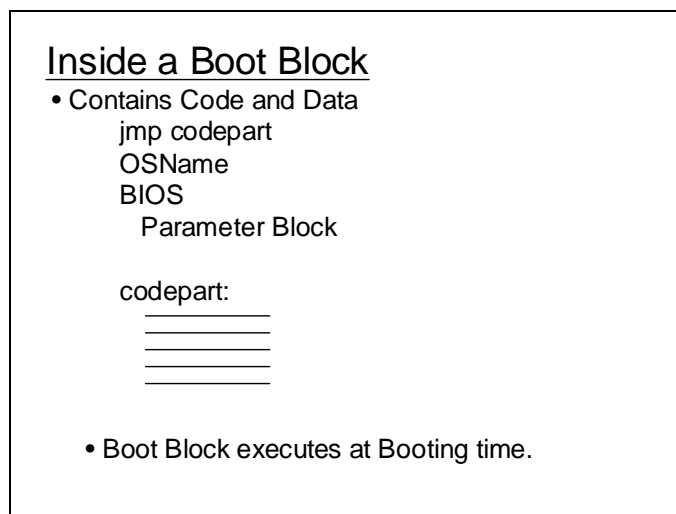 Inside a Boot Block
• Contains Code and Data
jmp codepart
OSName
BIOS
Parameter Block
codepart:
• Boot Block executes at Booting time.